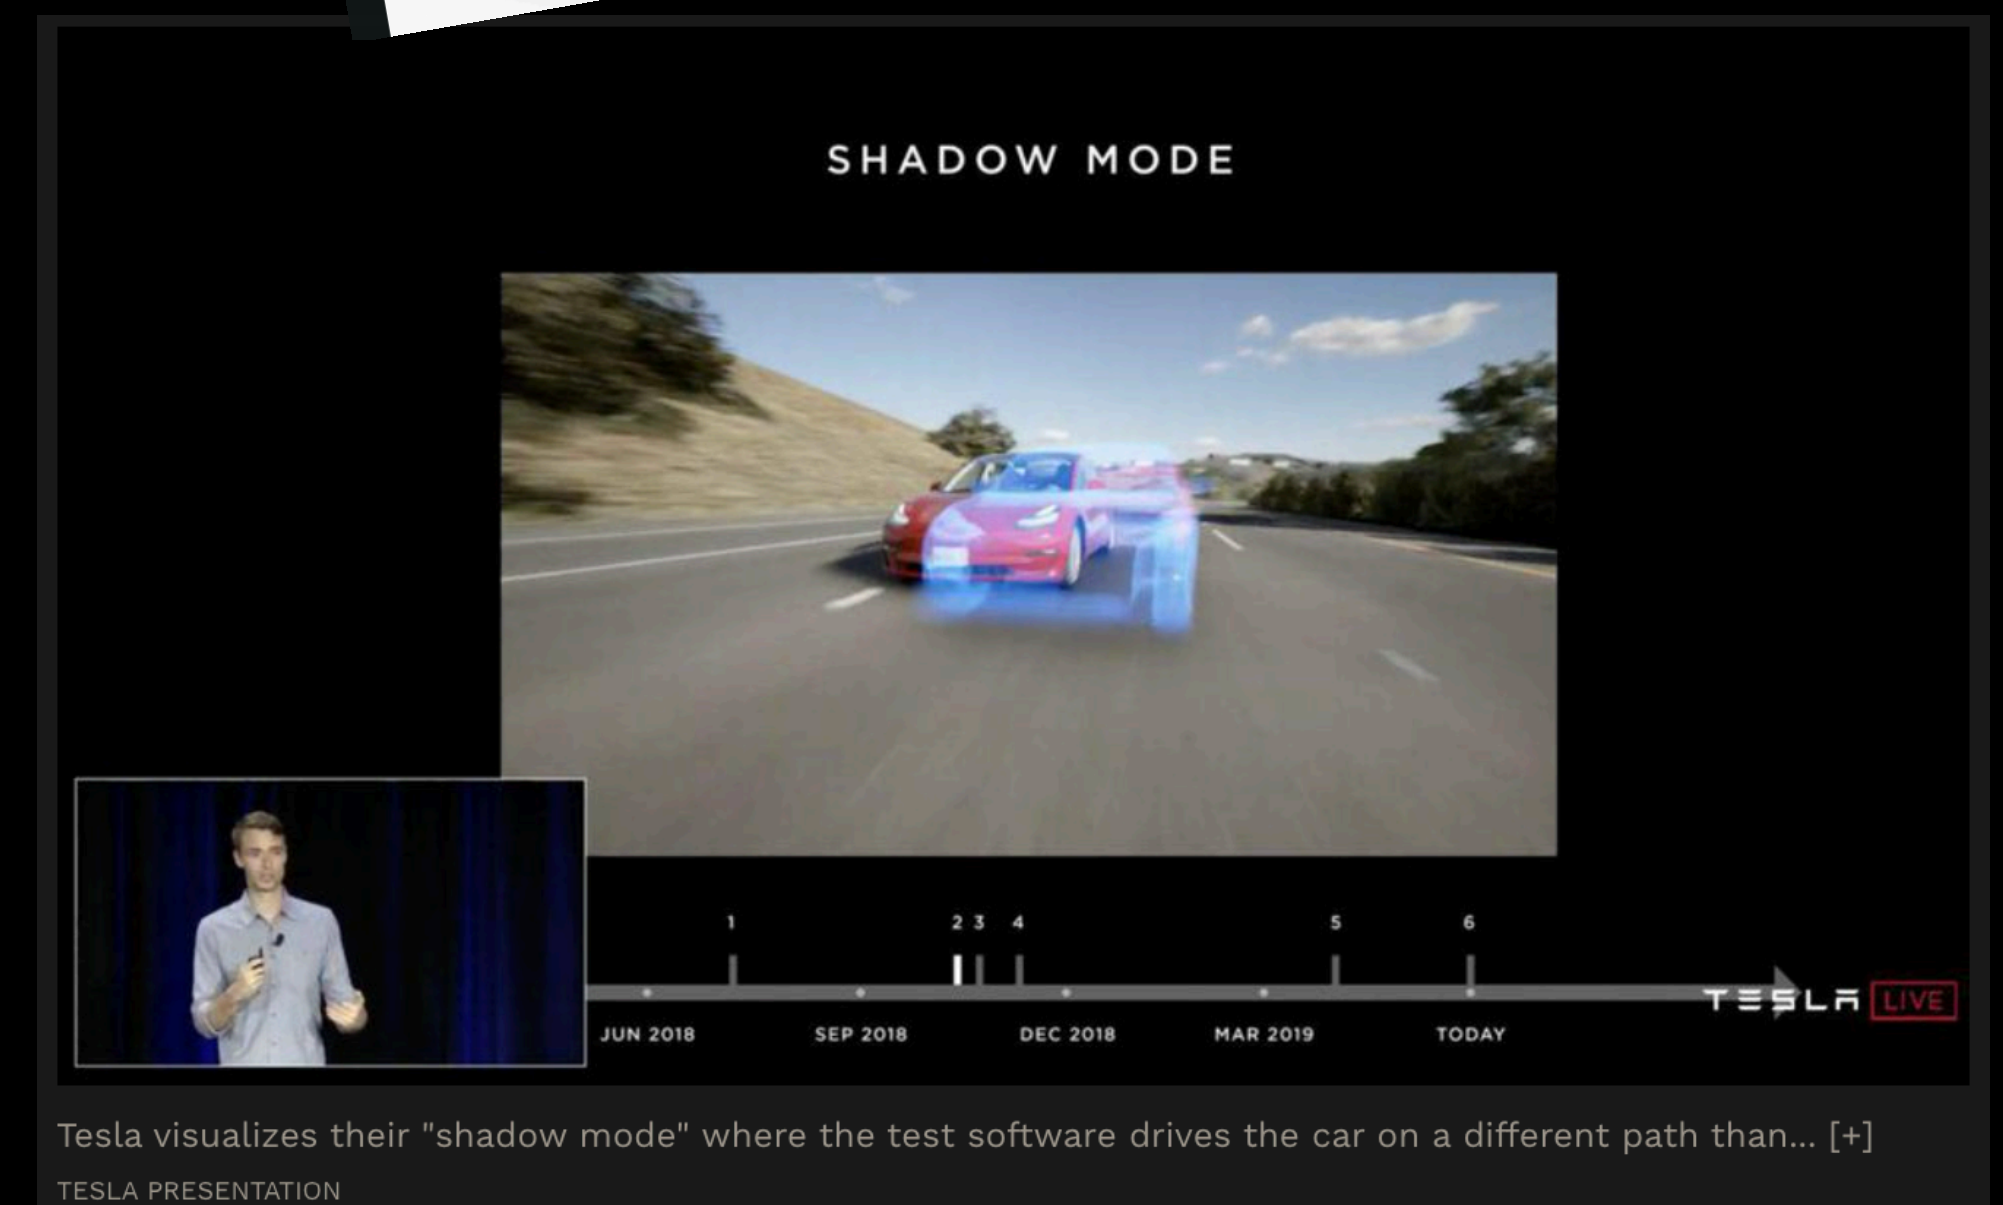 SHADOW MODE
1 2 3 4 5 6
JUN 2018 SEP 2018 DEC 2018 MAR 2019 TODAY
TESLA LIVE
Tesla visualizes their "shadow mode" where the test software drives the car on a different path than... [+]
TESLA PRESENTATION